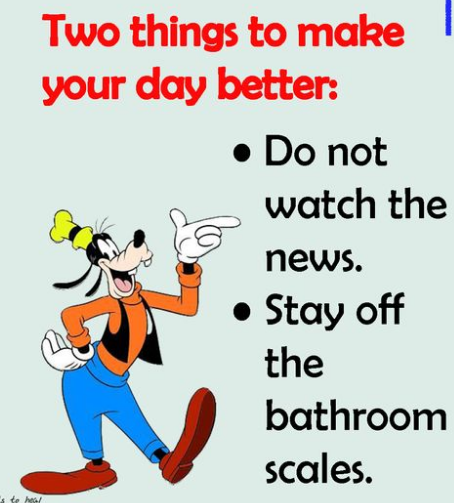 Two things to make
your day better:
• Do not
watch the
news.
• Stay off
the
bathroom
scales.
to heal